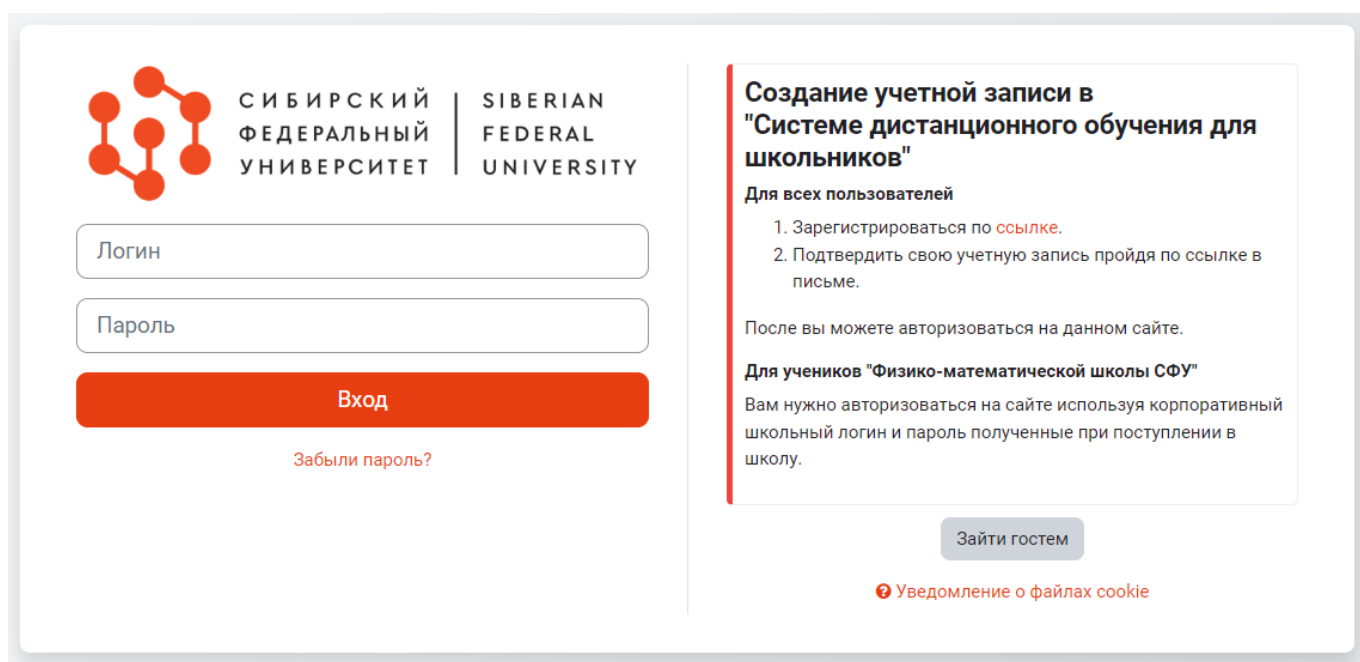 СИБИРСКИЙ
ФЕДЕРАЛЬНЫЙ
УНИВЕРСИТЕТ
SIBERIAN
FEDERAL
UNIVERSITY
Логин
Пароль
Вход
Забыли пароль?
Создание учетной записи в
"Системе дистанционного обучения для
школьников"
Для всех пользователей
1. Зарегистрироваться по ссылке.
2. Подтвердить свою учетную запись пройдя по ссылке в
письме.
После вы можете авторизоваться на данном сайте.
Для учеников "Физико-математической школы СФУ"
Вам нужно авторизоваться на сайте используя корпоративный
школьный логин и пароль полученные при поступлении в
школу.
Зайти гостем
Уведомление о файлах cookie